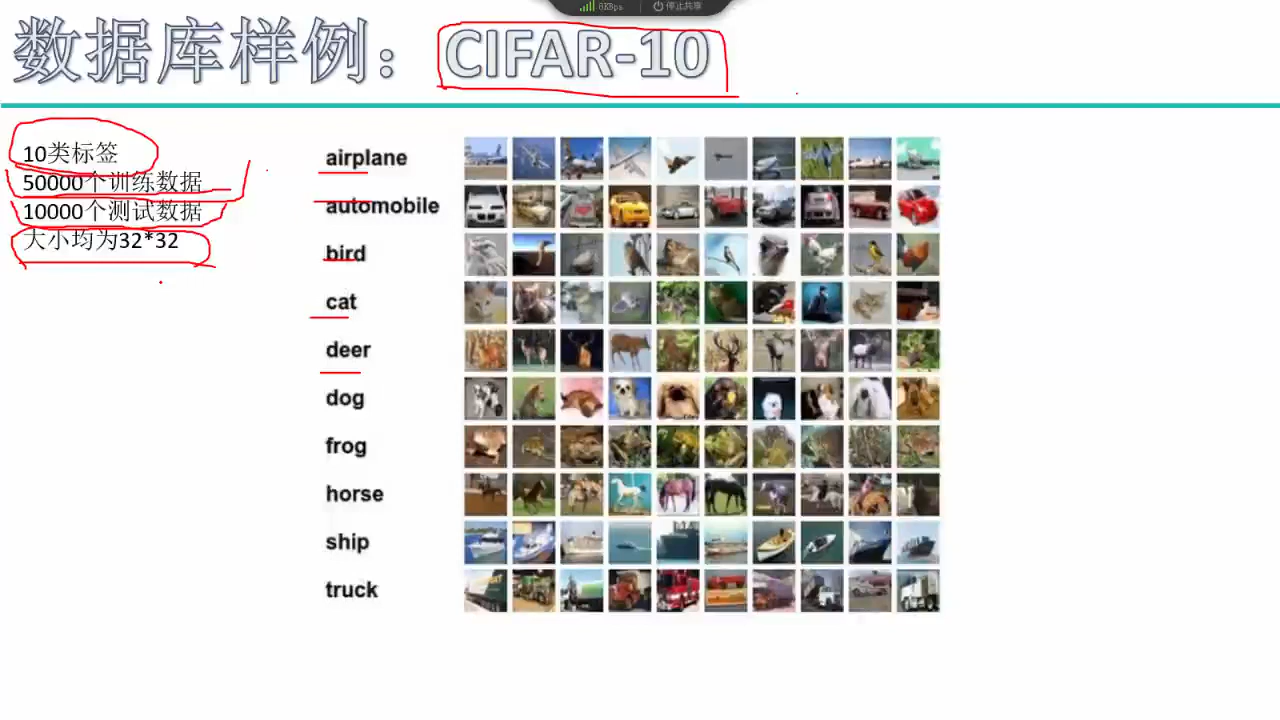 0KBps 停止共享
数据库样例：CIFAR-10
10类标签
50000个训练数据
10000个测试数据
大小均为32*32
airplane
automobile
bird
cat
deer
dog
frog
horse
ship
truck